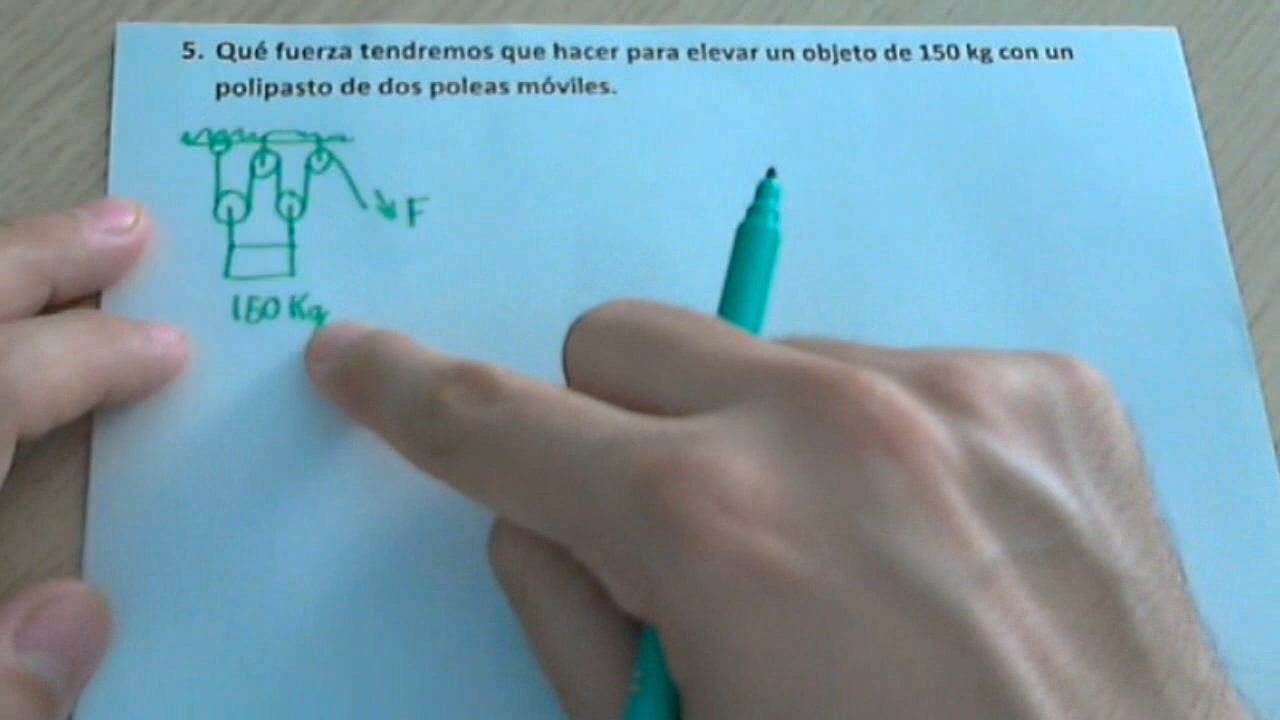 5. Qué fuerza tendremos que hacer para elevar un objeto de 150 kg con un
polipasto de dos poleas móviles.
F
150 Kg